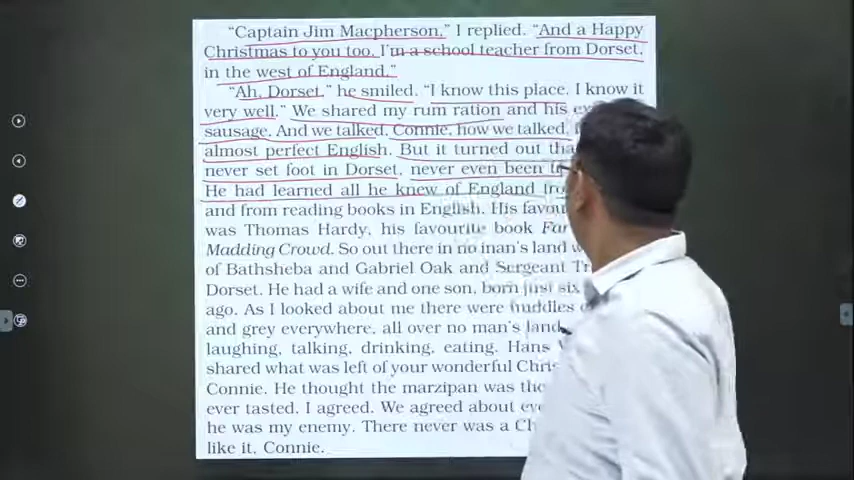 "Captain Jim Macpherson," I replied. "And a Happy
Christmas to you too. I'm a school teacher from Dorset,
in the west of England."
"Ah, Dorset," he smiled. "I know this place. I know it
very well." We shared my rum ration and his
sausage. And we talked, Connie, how we talked,
almost perfect English. But it turned out
never set foot in Dorset, never even been
He had learned all he knew of England
and from reading books in English. His
was Thomas Hardy, his favourite book
Madding Crowd. So out there in no man's land
of Bathsheba and Gabriel Oak and Sergeant
Dorset. He had a wife and one son, born just six
ago. As I looked about me there were huddles
and grey everywhere, all over no man's land,
laughing, talking, drinking, eating. Hans
shared what was left of your wonderful
Connie. He thought the marzipan was the
ever tasted. I agreed. We agreed about
he was my enemy. There never was a
like it, Connie.